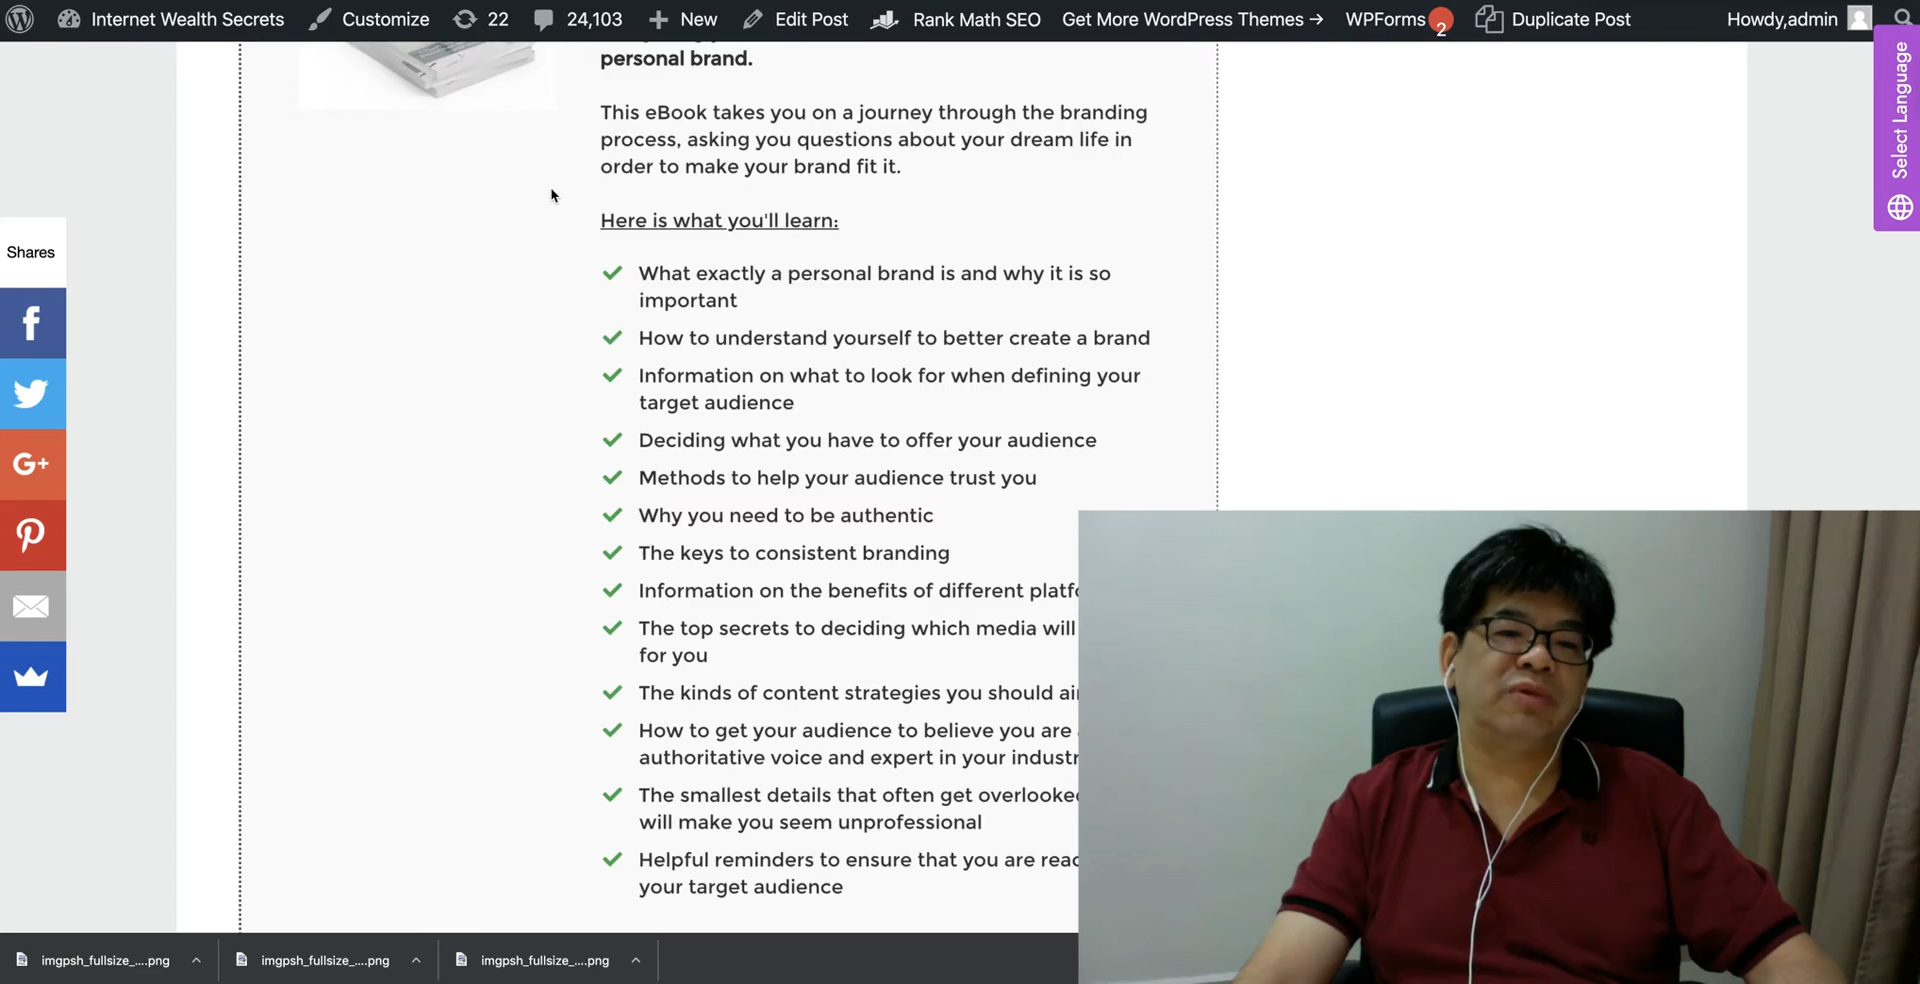 Internet Wealth Secrets Customize 22 24,103 New Edit Post Rank Math SEO Get More WordPress Themes → WPForms 2 Duplicate Post Howdy,admin
Select Language
personal brand.
This eBook takes you on a journey through the branding
process, asking you questions about your dream life in
order to make your brand fit it.
Here is what you'll learn:
Shares
What exactly a personal brand is and why it is so
important
How to understand yourself to better create a brand
Information on what to look for when defining your
target audience
Deciding what you have to offer your audience
Methods to help your audience trust you
Why you need to be authentic
The keys to consistent branding
Information on the benefits of different
The top secrets to deciding which media will
for you
The kinds of content strategies you should
How to get your audience to believe you are
authoritative voice and expert in your
The smallest details that often get
will make you seem unprofessional
Helpful reminders to ensure that you are
your target audience
G+
imgpsh_fullsize_....png
imgpsh_fullsize_....png
imgpsh_fullsize_....png